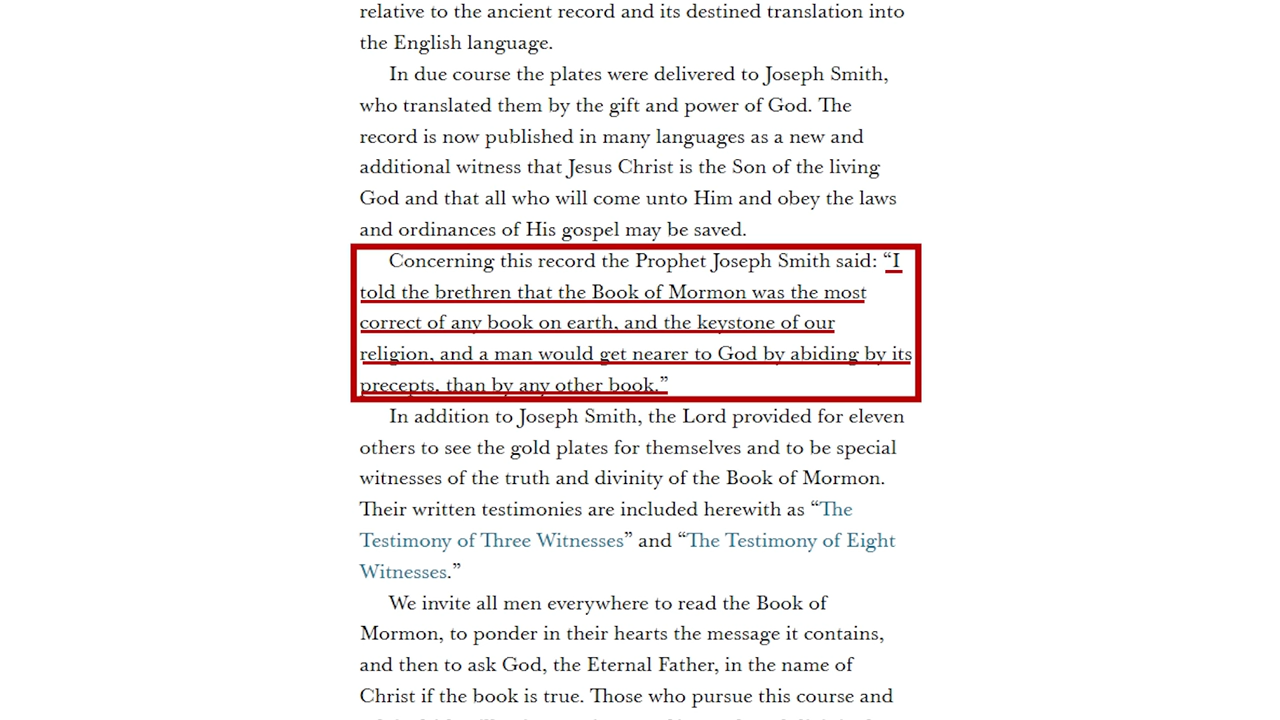 relative to the ancient record and its destined translation into
the English language.
In due course the plates were delivered to Joseph Smith,
who translated them by the gift and power of God. The
record is now published in many languages as a new and
additional witness that Jesus Christ is the Son of the living
God and that all who will come unto Him and obey the laws
and ordinances of His gospel may be saved.
Concerning this record the Prophet Joseph Smith said: “I
told the brethren that the Book of Mormon was the most
correct of any book on earth, and the keystone of our
religion, and a man would get nearer to God by abiding by its
precepts, than by any other book.”
In addition to Joseph Smith, the Lord provided for eleven
others to see the gold plates for themselves and to be special
witnesses of the truth and divinity of the Book of Mormon.
Their written testimonies are included herewith as “The
Testimony of Three Witnesses” and “The Testimony of Eight
Witnesses.”
We invite all men everywhere to read the Book of
Mormon, to ponder in their hearts the message it contains,
and then to ask God, the Eternal Father, in the name of
Christ if the book is true. Those who pursue this course and